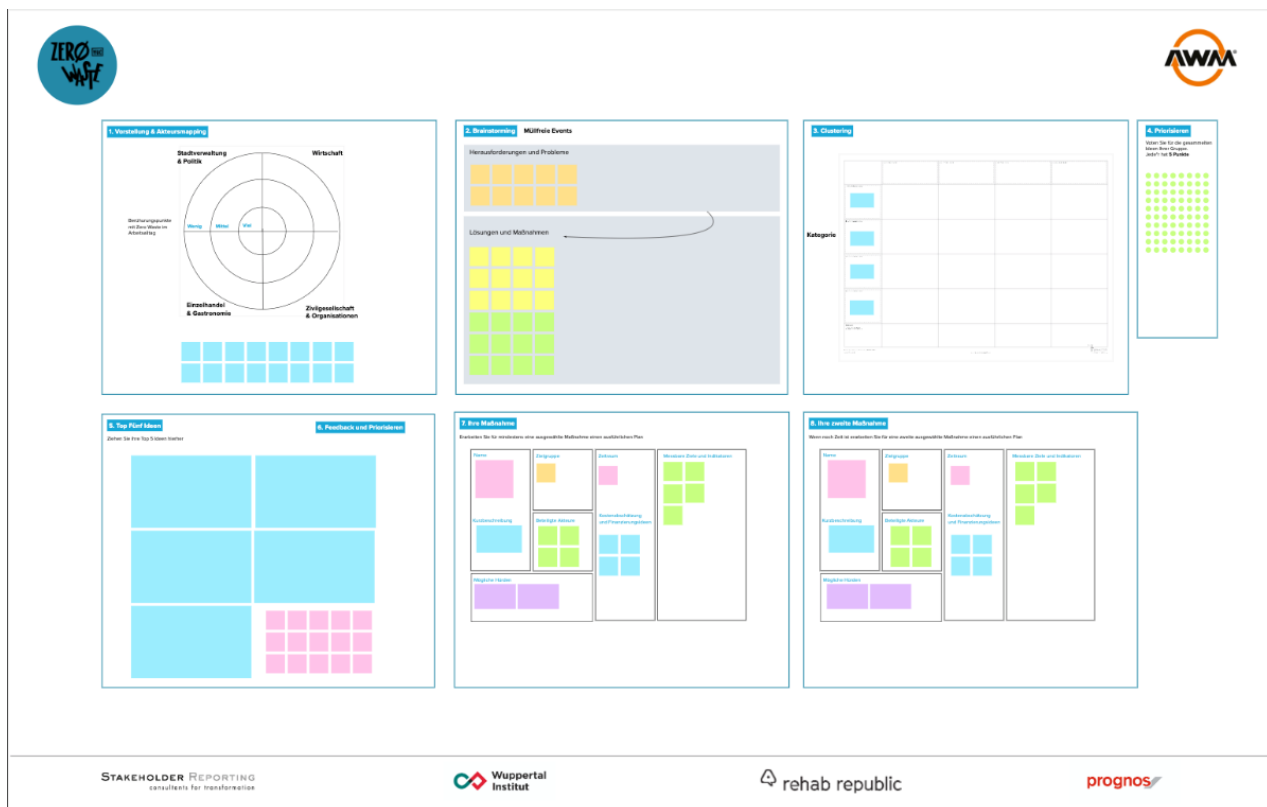 ZERØ
WASTE
AWM
1. Vorstellung & Akteursmapping
Stadtverwaltung
& Politik
Wirtschaft
Berührungspunkte
mit Zero Waste im
Arbeitsalltag
Wenig
Mittel
Viel
Einzelhandel
& Gastronomie
Zivilgesellschaft
& Organisationen
2. Brainstorming
Müllfreie Events
Herausforderungen und Probleme
Lösungen und Maßnahmen
3. Clustering
Kategorie
4. Priorisieren
Voten Sie für die gesammelten
Ideen Ihrer Gruppe.
Jede*r hat 5 Punkte
5. Top Fünf Ideen
Ziehen Sie Ihre Top 5 Ideen hierher
6. Feedback und Priorisieren
7. Ihre Maßnahme
Erarbeiten Sie für mindestens eine ausgewählte Maßnahme einen ausführlichen Plan
Name
Zielgruppe
Zeitraum
Messbare Ziele und Indikatoren
Kurzbeschreibung
Beteiligte Akteure
Kostenabschätzung
und Finanzierungsideen
Mögliche Hürden
8. Ihre zweite Maßnahme
Wenn noch Zeit ist erarbeiten Sie für eine zweite ausgewählte Maßnahme einen ausführlichen Plan
Name
Zielgruppe
Zeitraum
Messbare Ziele und Indikatoren
Kurzbeschreibung
Beteiligte Akteure
Kostenabschätzung
und Finanzierungsideen
Mögliche Hürden
STAKEHOLDER REPORTING
consultants for transformation
Wuppertal
Institut
rehab republic
prognos